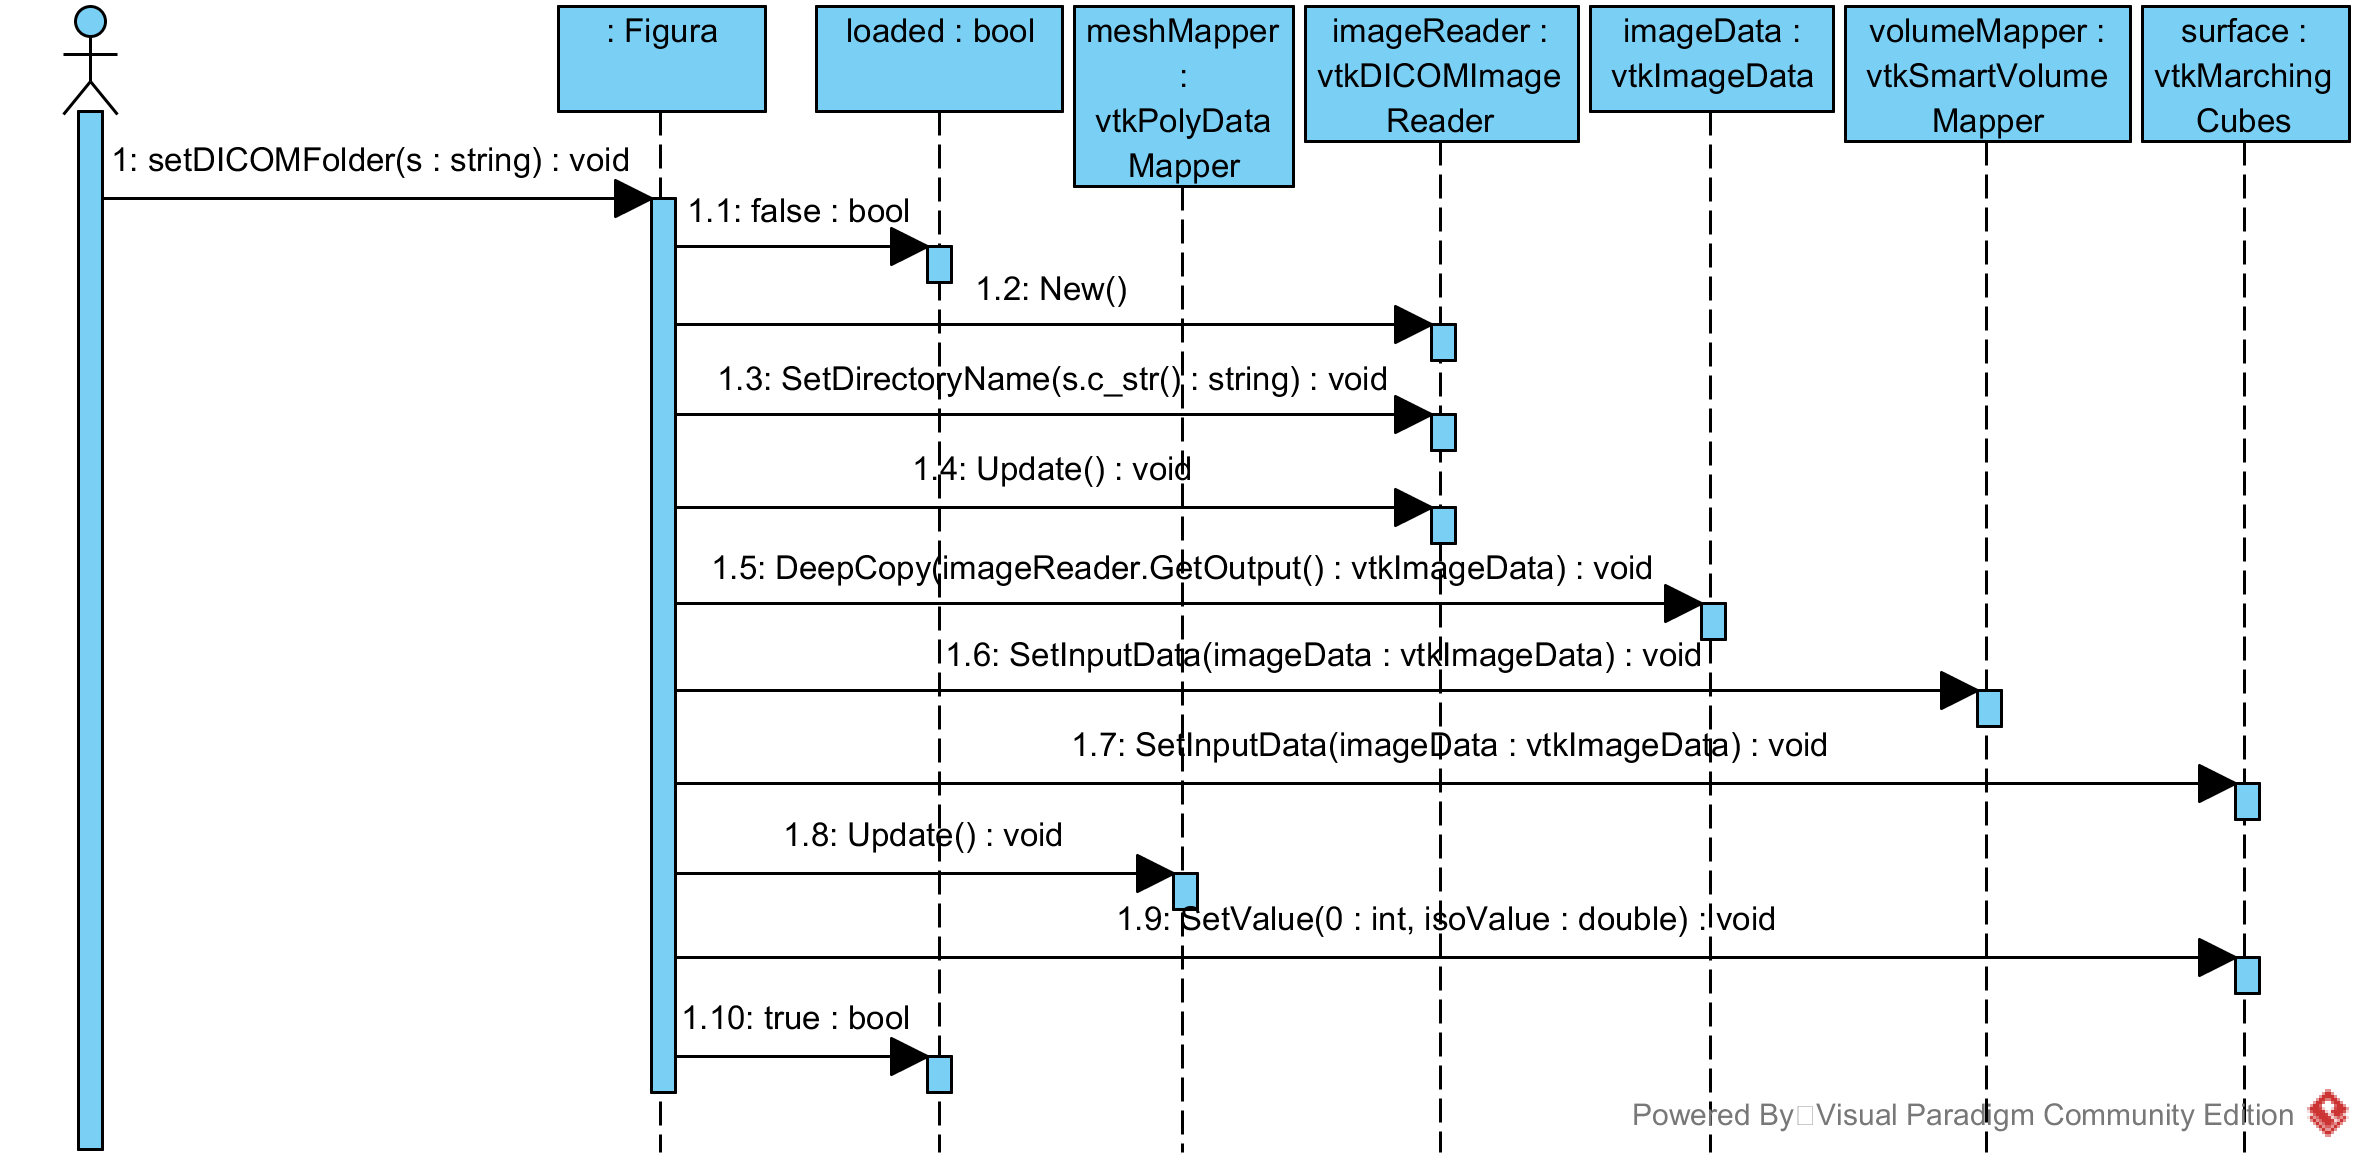 : Figura
loaded : bool
meshMapper
:
vtkPolyData
Mapper
imageReader :
vtkDICOMImage
Reader
imageData :
vtkImageData
volumeMapper :
vtkSmartVolume
Mapper
surface :
vtkMarching
Cubes
1: setDICOMFolder(s : string) : void
1.1: false : bool
1.2: New()
1.3: SetDirectoryName(s.c_str() : string) : void
1.4: Update() : void
1.5: DeepCopy(imageReader.GetOutput() : vtkImageData) : void
1.6: SetInputData(imageData : vtkImageData) : void
1.7: SetInputData(imageData : vtkImageData) : void
1.8: Update() : void
1.9: SetValue(0 : int, isoValue : double) : void
1.10: true : bool
Powered By Visual Paradigm Community Edition